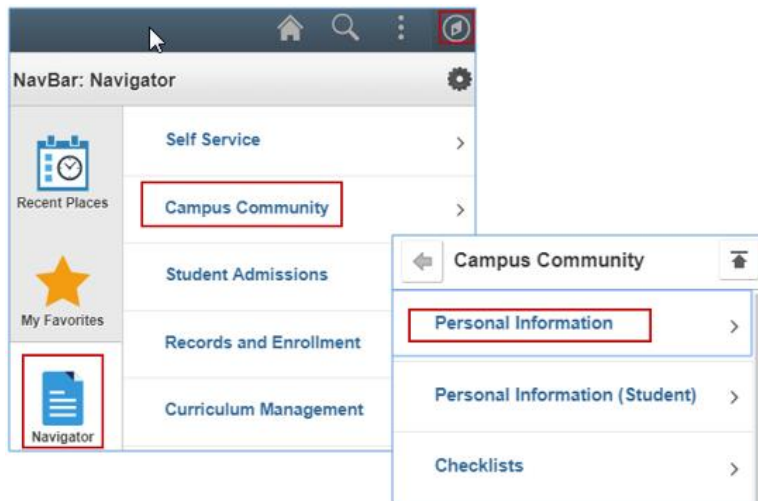 NavBar: Navigator
Self Service
Recent Places
Campus Community
Student Admissions
My Favorites
Records and Enrollment
Navigator
Curriculum Management
Campus Community
Personal Information
Personal Information (Student)
Checklists